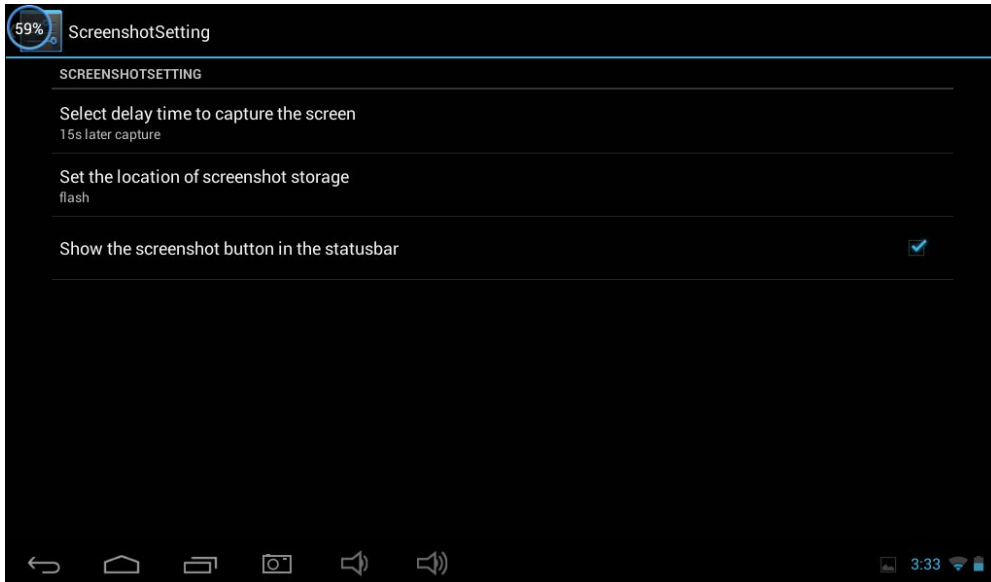 59%
ScreenshotSetting
SCREENSHOTSETTING
Select delay time to capture the screen
15s later capture
Set the location of screenshot storage
flash
Show the screenshot button in the statusbar
3:33